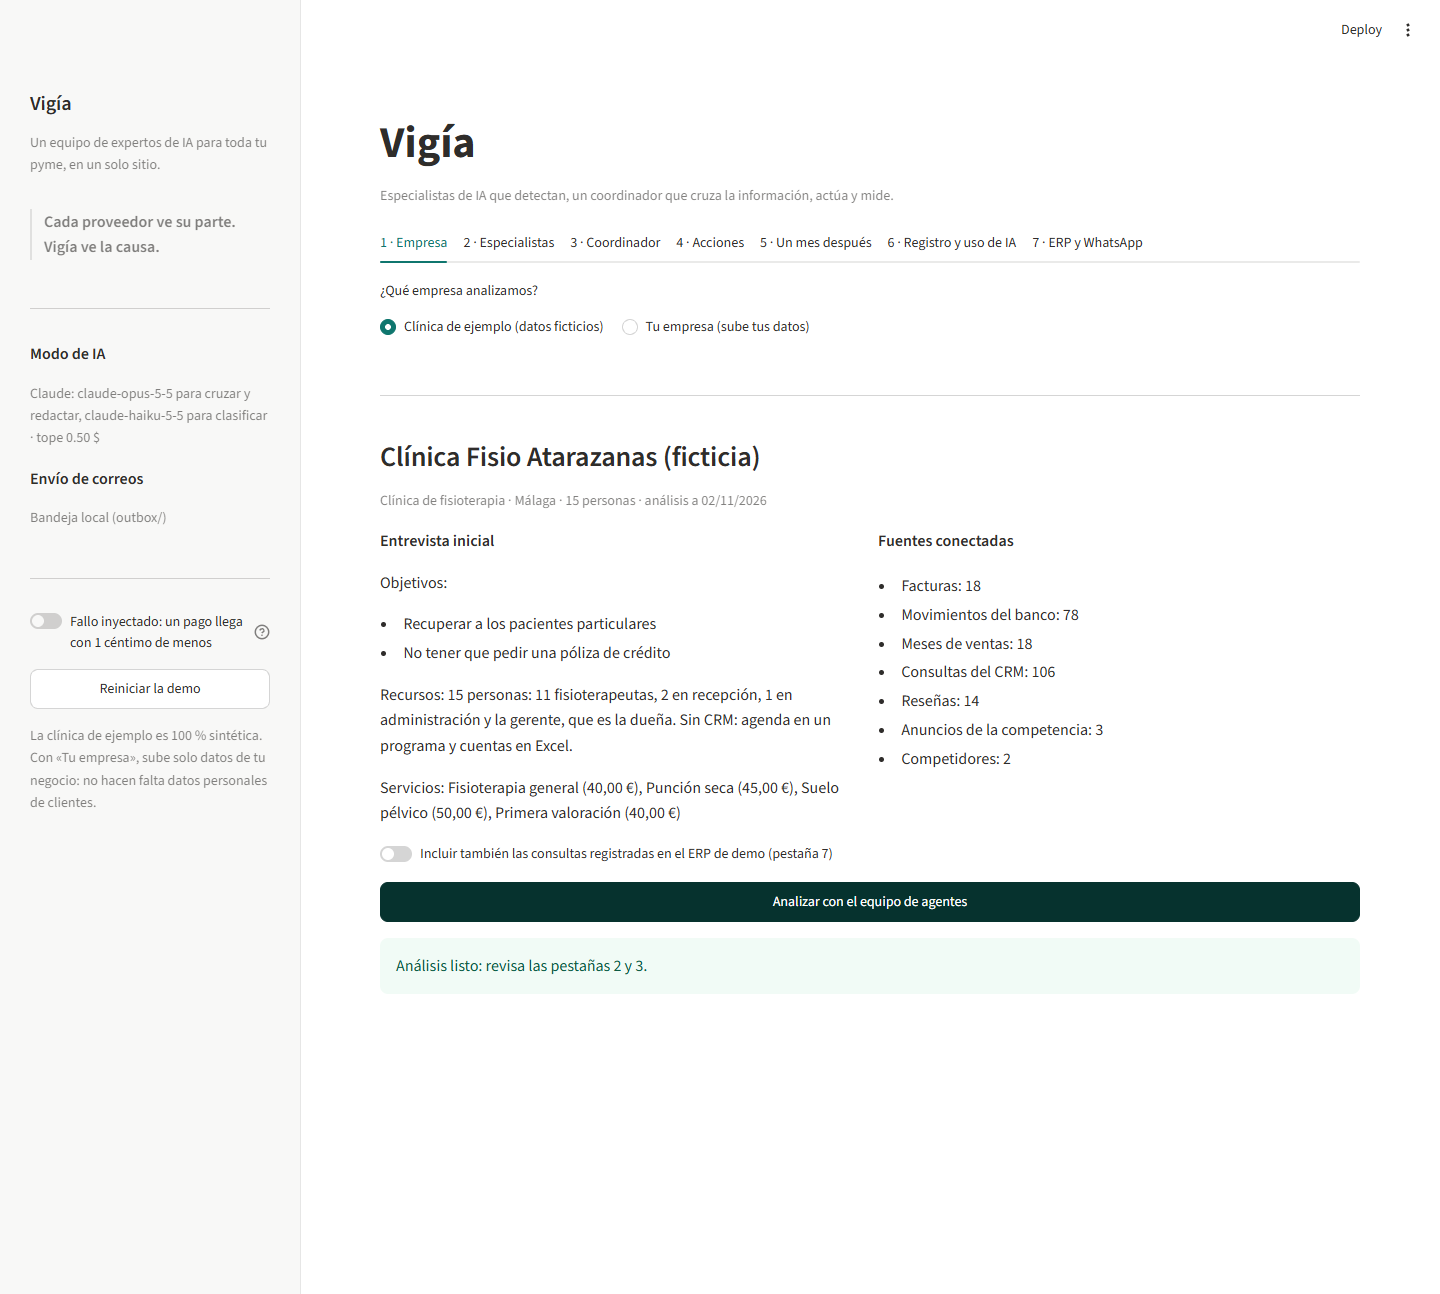 Deploy
Vigía
Un equipo de expertos de IA para toda tu
pyme, en un solo sitio.
Cada proveedor ve su parte.
Vigía ve la causa.
Modo de IA
Claude: claude-opus-5-5 para cruzar y
redactar, claude-haiku-5-5 para clasificar
· tope 0.50 $
Envío de correos
Bandeja local (outbox/)
Fallo inyectado: un pago llega
con 1 céntimo de menos
Reiniciar la demo
La clínica de ejemplo es 100 % sintética.
Con «Tu empresa», sube solo datos de tu
negocio: no hacen falta datos personales
de clientes.
Vigía
Especialistas de IA que detectan, un coordinador que cruza la información, actúa y mide.
1 · Empresa 2 · Especialistas 3 · Coordinador 4 · Acciones 5 · Un mes después 6 · Registro y uso de IA 7 · ERP y WhatsApp
¿Qué empresa analizamos?
Clínica de ejemplo (datos ficticios) Tu empresa (sube tus datos)
Clínica Fisio Atarazanas (ficticia)
Clínica de fisioterapia · Málaga · 15 personas · análisis a 02/11/2026
Entrevista inicial
Objetivos:
• Recuperar a los pacientes particulares
• No tener que pedir una póliza de crédito
Recursos: 15 personas: 11 fisioterapeutas, 2 en recepción, 1 en
administración y la gerente, que es la dueña. Sin CRM: agenda en un
programa y cuentas en Excel.
Servicios: Fisioterapia general (40,00 €), Punción seca (45,00 €), Suelo
pélvico (50,00 €), Primera valoración (40,00 €)
Fuentes conectadas
• Facturas: 18
• Movimientos del banco: 78
• Meses de ventas: 18
• Consultas del CRM: 106
• Reseñas: 14
• Anuncios de la competencia: 3
• Competidores: 2
Incluir también las consultas registradas en el ERP de demo (pestaña 7)
Analizar con el equipo de agentes
Análisis listo: revisa las pestañas 2 y 3.